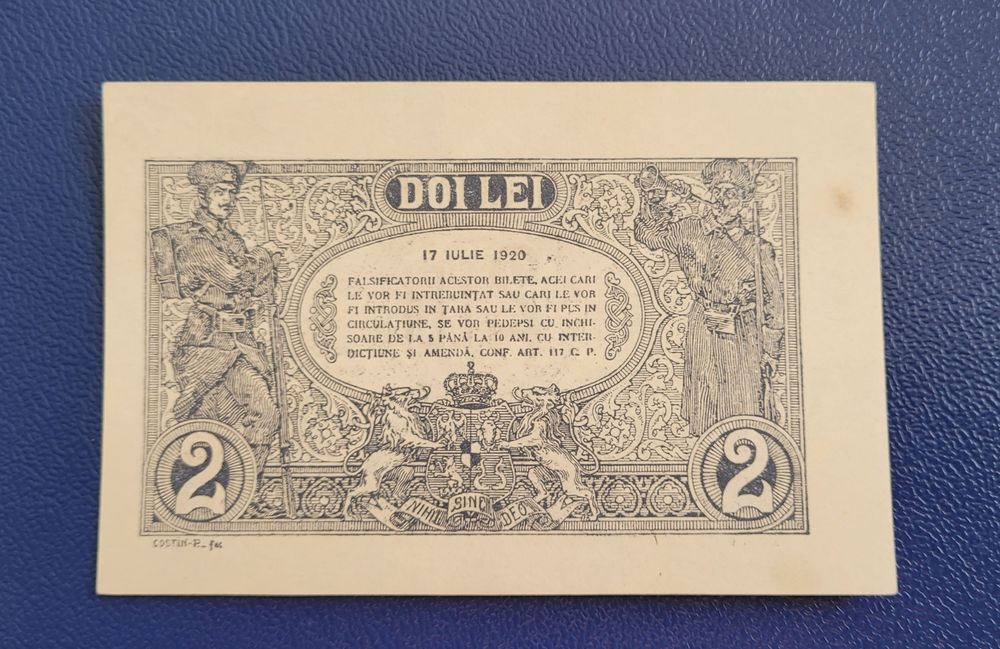 DOI LEI
17 IULIE 1920
FALSIFICATORII ACESTOR BILETE, ACEI CARI
LE VOR FI INTREBUINȚAT SAU CARI LE VOR
FI INTRODUS IN ȚARA SAU LE VOR FI PUS IN
CIRCULAȚIUNE, SE VOR PEDEPSI CU INCHI-
SOARE DE LA 5 PÂNĂ LA 10 ANI, CU INTER-
DICȚIUNE ȘI AMENDĂ, CONF. ART. 117 C. P.
2 2
NIHIL SINE DEO
COSTIN-P. fec